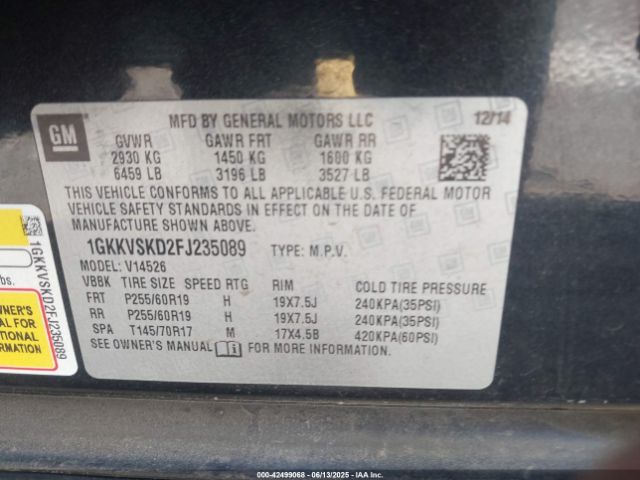 GM
MFD BY GENERAL MOTORS LLC 12/14
GVWR GAWR FRT GAWR RR
2930 KG 1450 KG 1600 KG
6459 LB 3196 LB 3527 LB
THIS VEHICLE CONFORMS TO ALL APPLICABLE U.S. FEDERAL MOTOR
VEHICLE SAFETY STANDARDS IN EFFECT ON THE DATE OF
MANUFACTURE SHOWN ABOVE.
1GKKVSKD2FJ235089 TYPE: M.P.V.
MODEL: V14526
VBBK TIRE SIZE SPEED RTG RIM COLD TIRE PRESSURE
FRT P255/60R19 H 19X7.5J 240KPA(35PSI)
RR P255/60R19 H 19X7.5J 240KPA(35PSI)
SPA T145/70R17 M 17X4.5B 420KPA(60PSI)
SEE OWNER'S MANUAL FOR MORE INFORMATION.
bs.
OWNER'S
AL FOR
TIONAL
RMATION
1GKKVSKD2FJ235089
000-42499068 - 06/13/2025 - IAAI.com